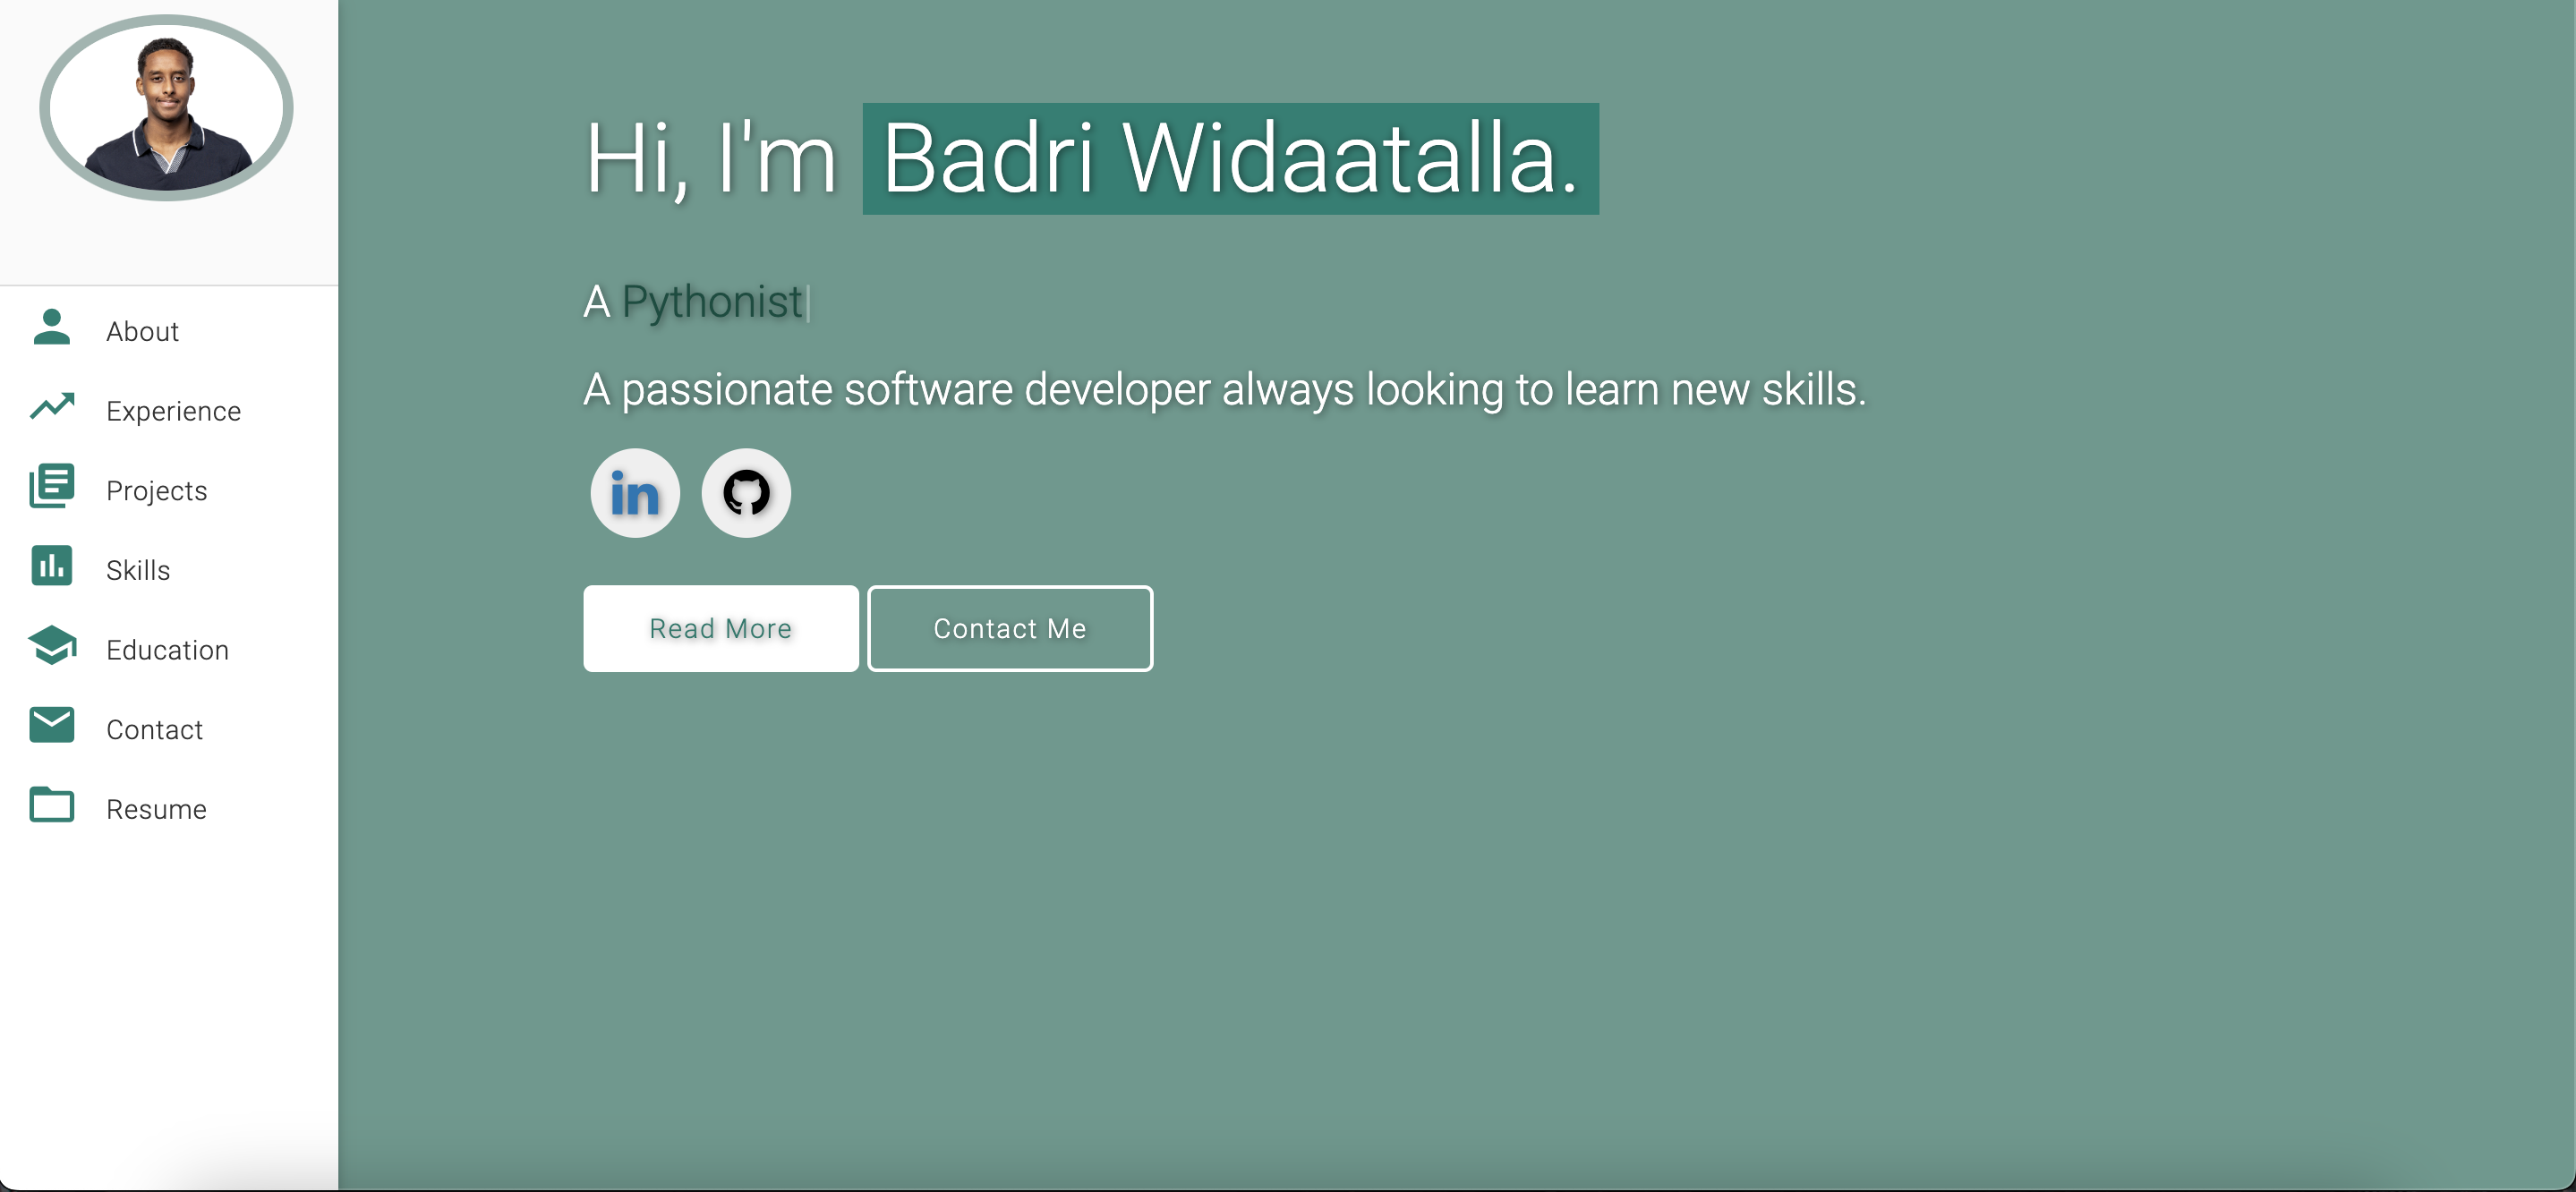 Hi, I'm Badri Widaatalla.
A Pythonist
A passionate software developer always looking to learn new skills.
in
Read More
Contact Me
About
Experience
Projects
Skills
Education
Contact
Resume